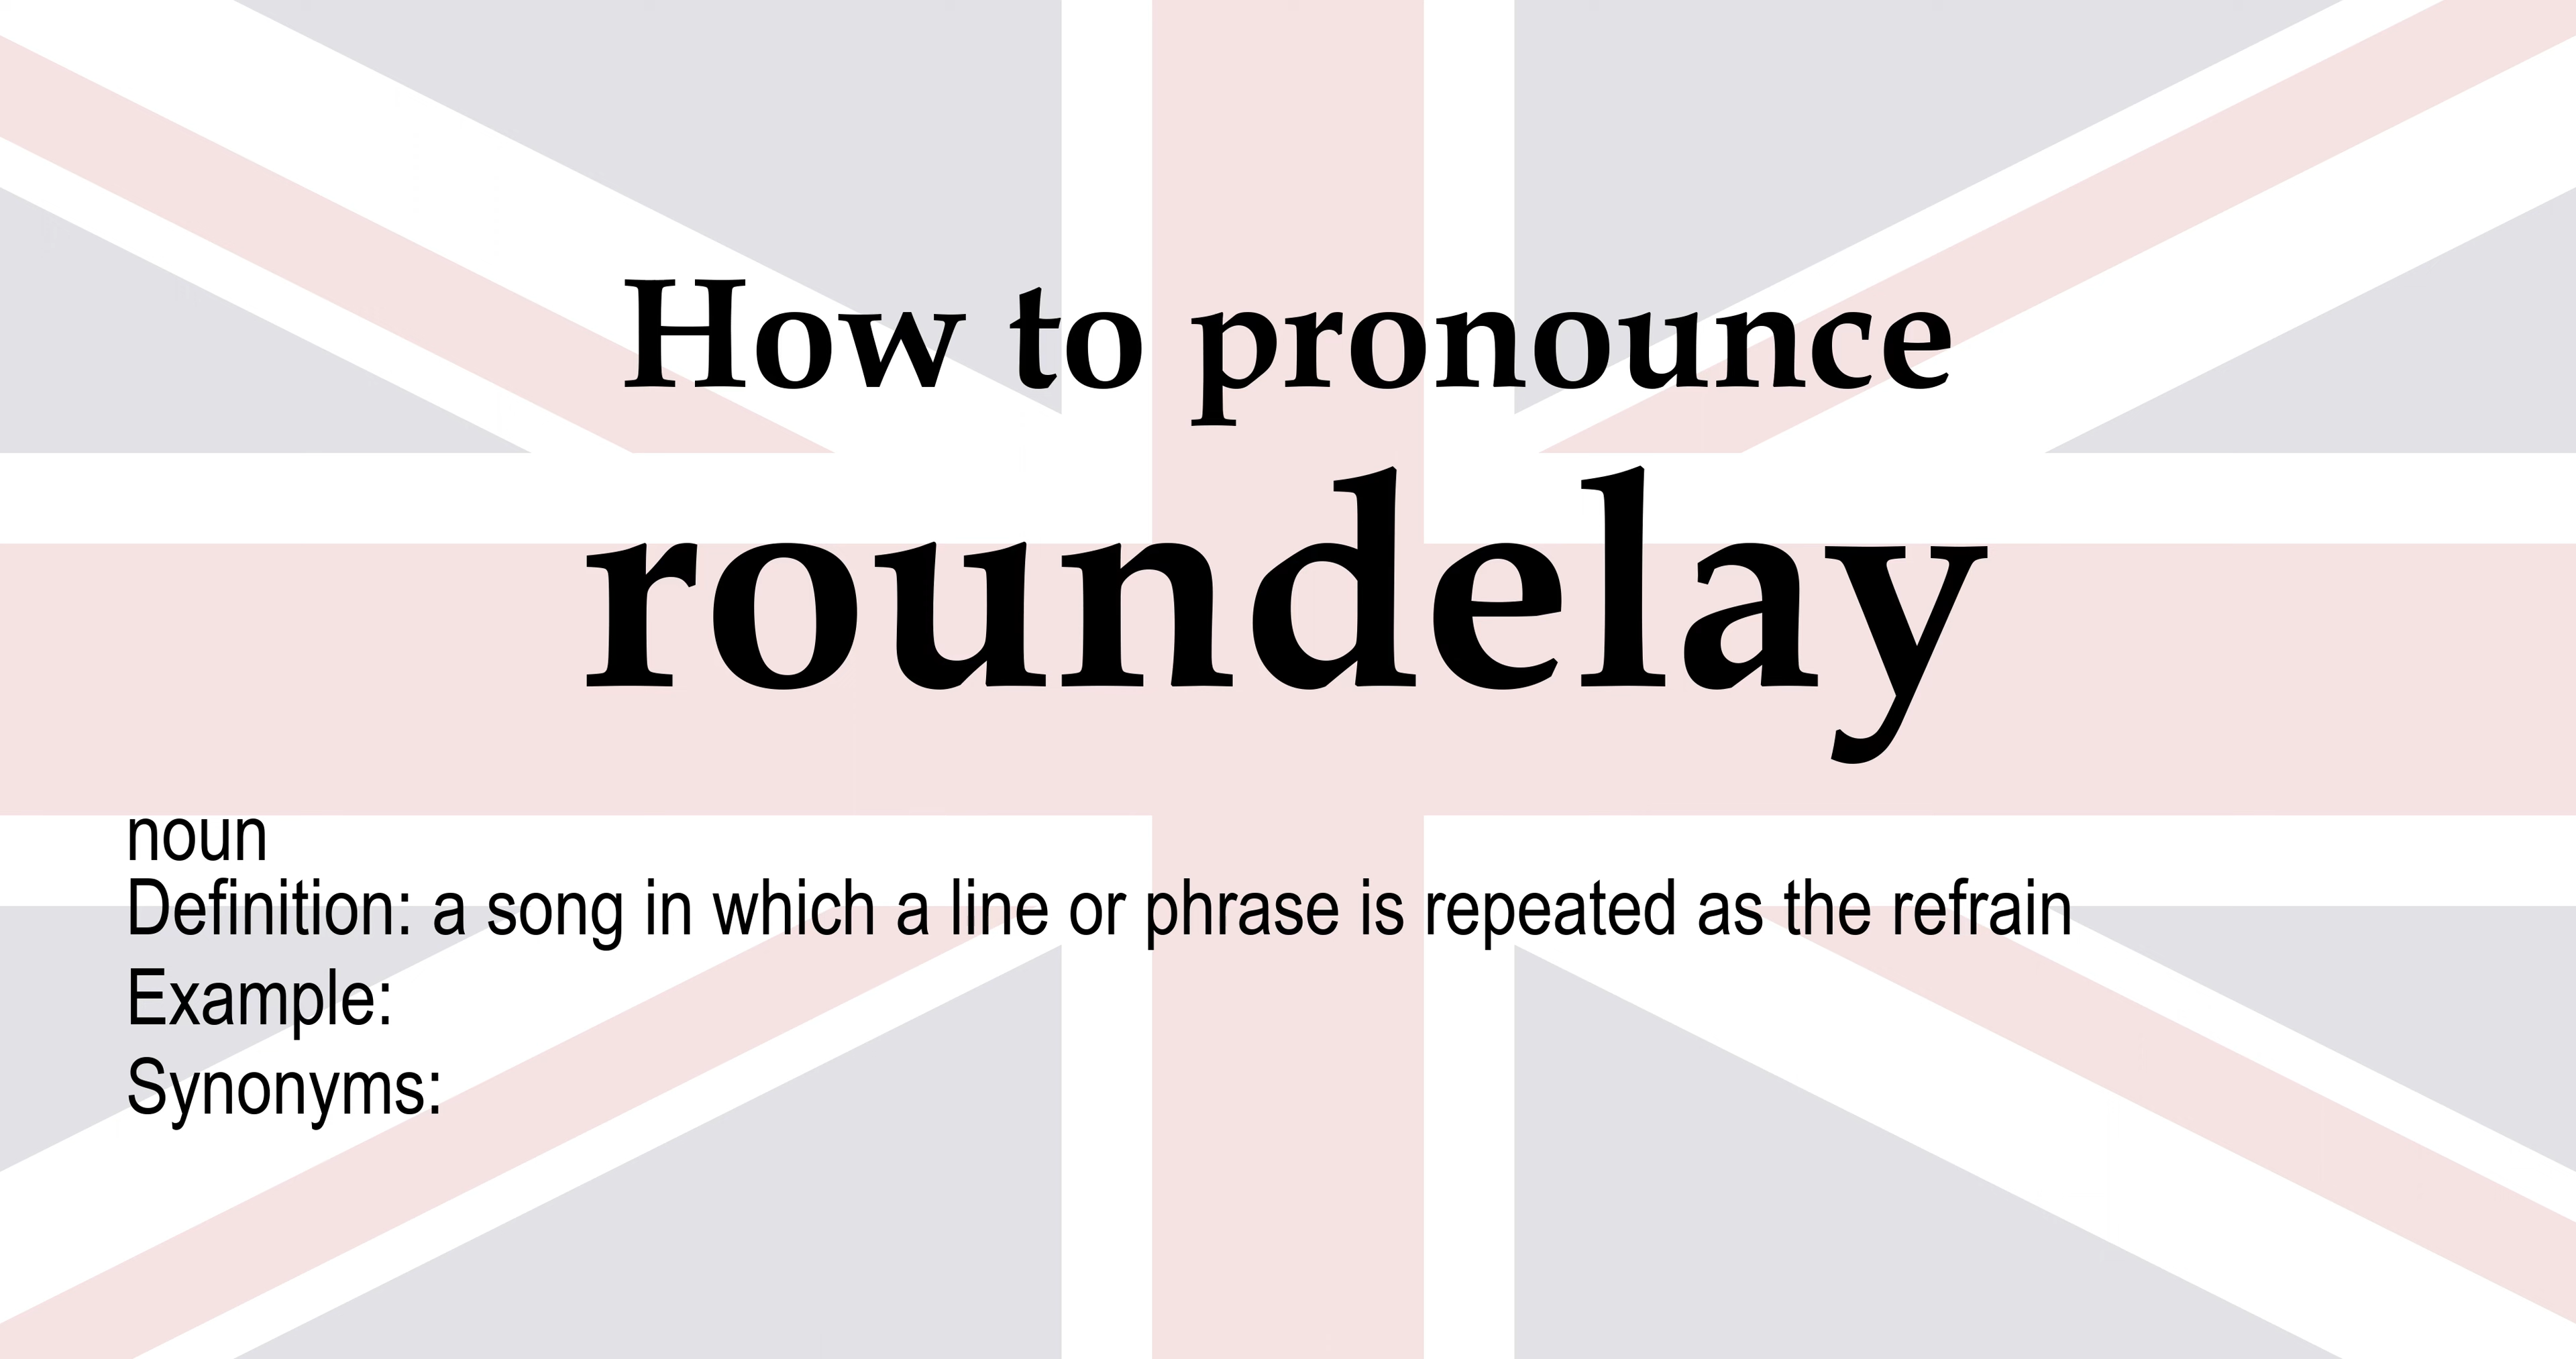 How to pronounce
roundelay
noun
Definition: a song in which a line or phrase is repeated as the refrain
Example:
Synonyms: